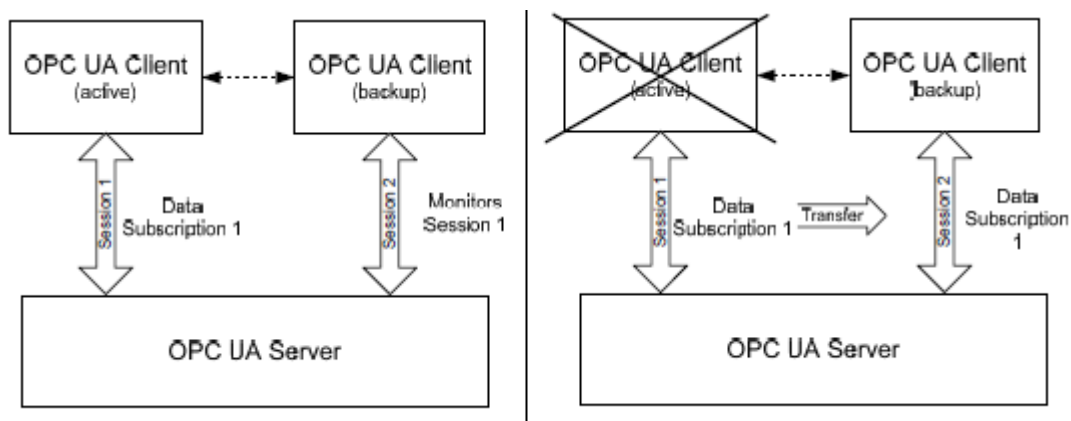 OPC UA Client
(active)
OPC UA Client
(backup)
Session 1
Data
Subscription 1
Session 2
Monitors
Session 1
OPC UA Server
OPC UA Client
(active)
OPC UA Client
(backup)
Session 1
Data
Subscription 1
Transfer
Session 2
Data
Subscription
1
OPC UA Server